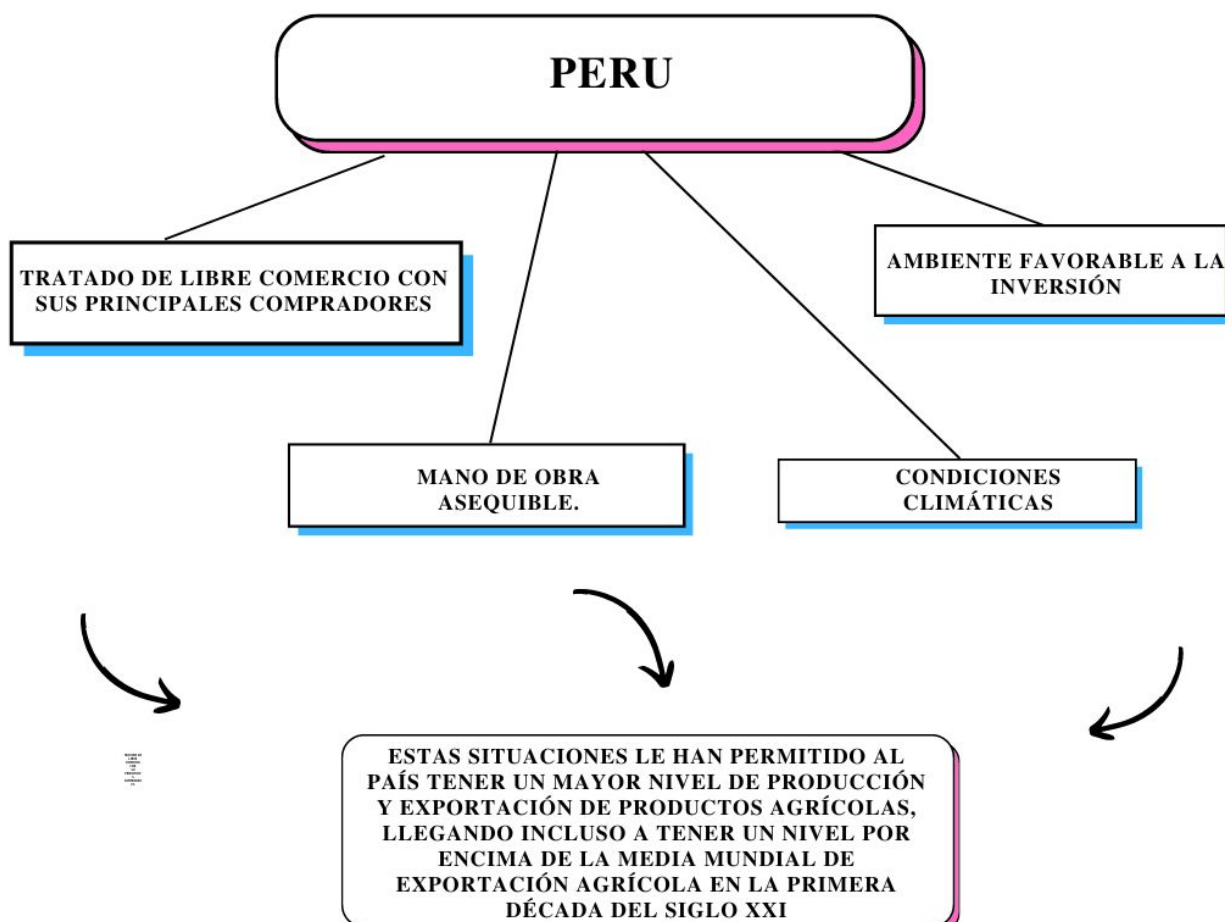 PERU
TRATADO DE LIBRE COMERCIO CON
SUS PRINCIPALES COMPRADORES
AMBIENTE FAVORABLE A LA
INVERSIÓN
MANO DE OBRA
ASEQUIBLE.
CONDICIONES
CLIMÁTICAS
ESTAS SITUACIONES LE HAN PERMITIDO AL
PAÍS TENER UN MAYOR NIVEL DE PRODUCCIÓN
Y EXPORTACIÓN DE PRODUCTOS AGRÍCOLAS,
LLEGANDO INCLUSO A TENER UN NIVEL POR
ENCIMA DE LA MEDIA MUNDIAL DE
EXPORTACIÓN AGRÍCOLA EN LA PRIMERA
DÉCADA DEL SIGLO XXI